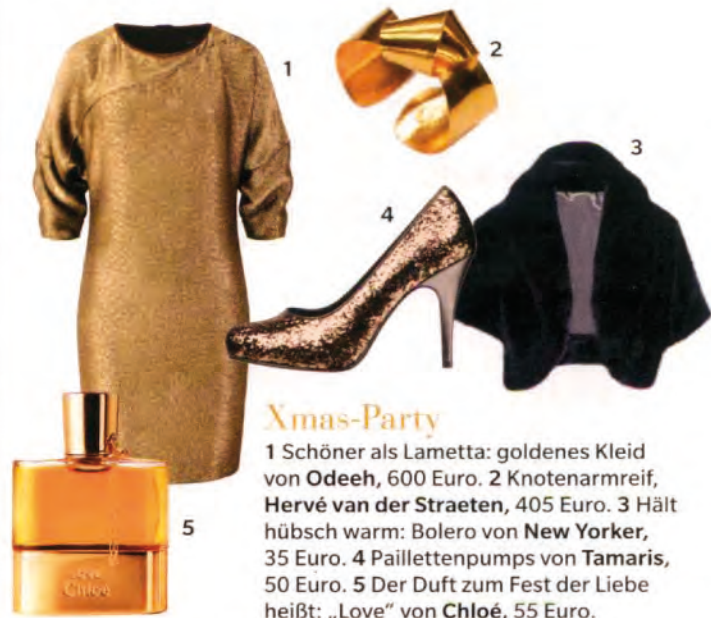 1
2
3
4
5
Love
Chloé
Xmas-Party
1 Schöner als Lametta: goldenes Kleid
von Odeeh, 600 Euro. 2 Knotenarmreif,
Hervé van der Straeten, 405 Euro. 3 Hält
hübsch warm: Bolero von New Yorker,
35 Euro. 4 Paillettenpumps von Tamaris,
50 Euro. 5 Der Duft zum Fest der Liebe
heißt: „Love” von Chloé, 55 Euro.